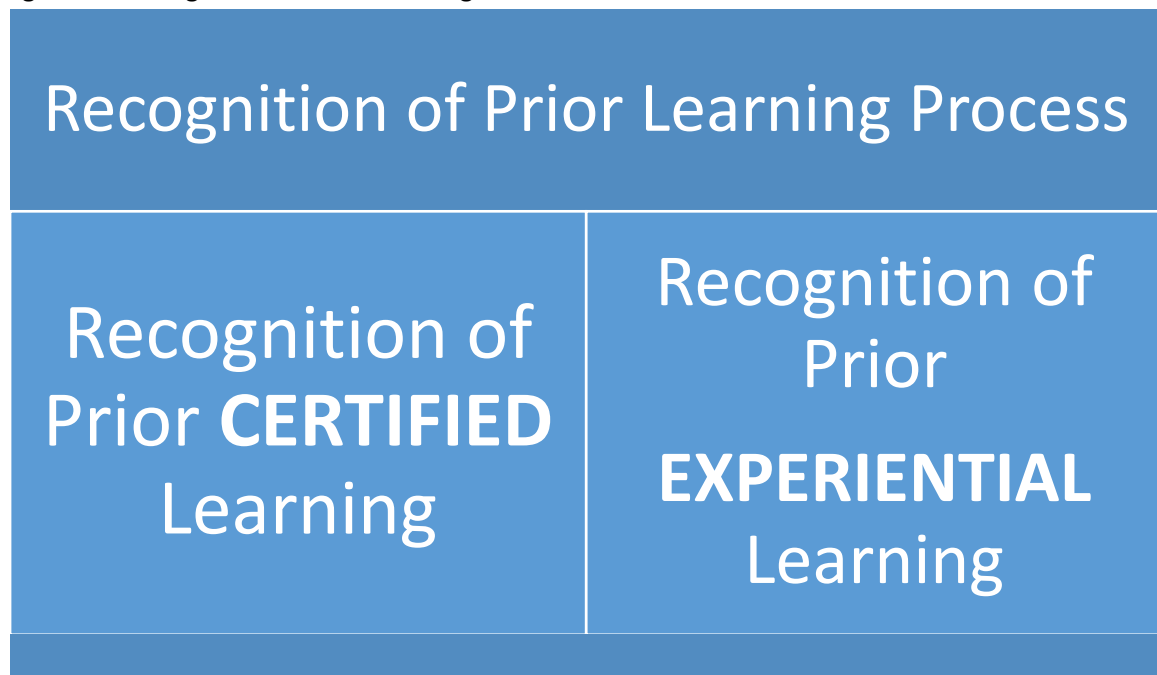 Recognition of Prior Learning Process
Recognition of
Prior CERTIFIED
Learning
Recognition of
Prior
EXPERIENTIAL
Learning